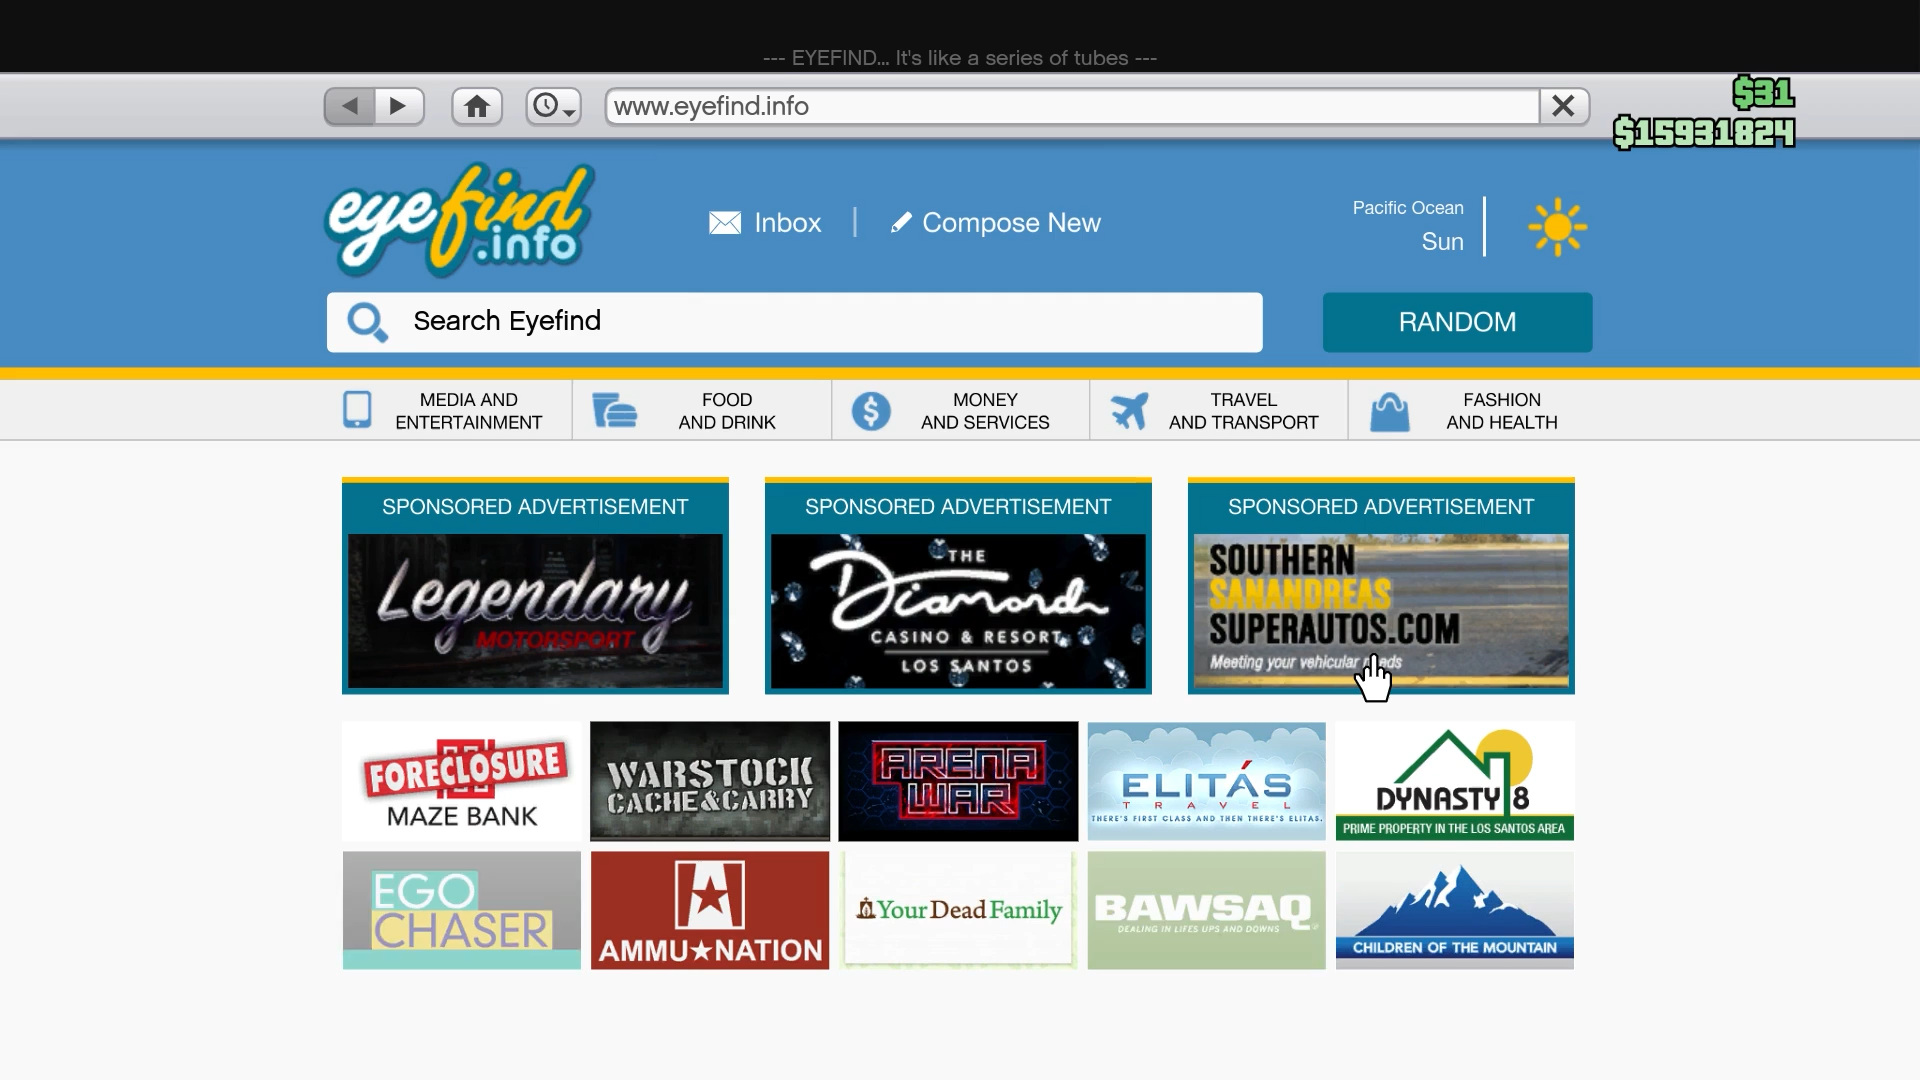 --- EYEFIND... It's like a series of tubes ---
www.eyefind.info
$31
$15931824
eyefind
.info
Inbox
Compose New
Pacific Ocean
Sun
Search Eyefind
RANDOM
MEDIA AND
ENTERTAINMENT
FOOD
AND DRINK
MONEY
AND SERVICES
TRAVEL
AND TRANSPORT
FASHION
AND HEALTH
SPONSORED ADVERTISEMENT
Legendary
MOTORSPORT
SPONSORED ADVERTISEMENT
THE
Diamond
CASINO & RESORT
LOS SANTOS
SPONSORED ADVERTISEMENT
SOUTHERN
SANANDREAS
SUPERAUTOS.COM
Meeting your vehicular needs
FORECLOSURE
MAZE BANK
WARSTOCK
CACHE&CARRY
ARENA
WAR
ELITÁS
TRAVEL
THERE'S FIRST CLASS AND THEN THERE'S ELITAS.
DYNASTY 8
PRIME PROPERTY IN THE LOS SANTOS AREA
EGO
CHASER
AMMU★NATION
YourDeadFamily
BAWSAQ
DEALING IN LIFES UPS AND DOWNS
CHILDREN OF THE MOUNTAIN